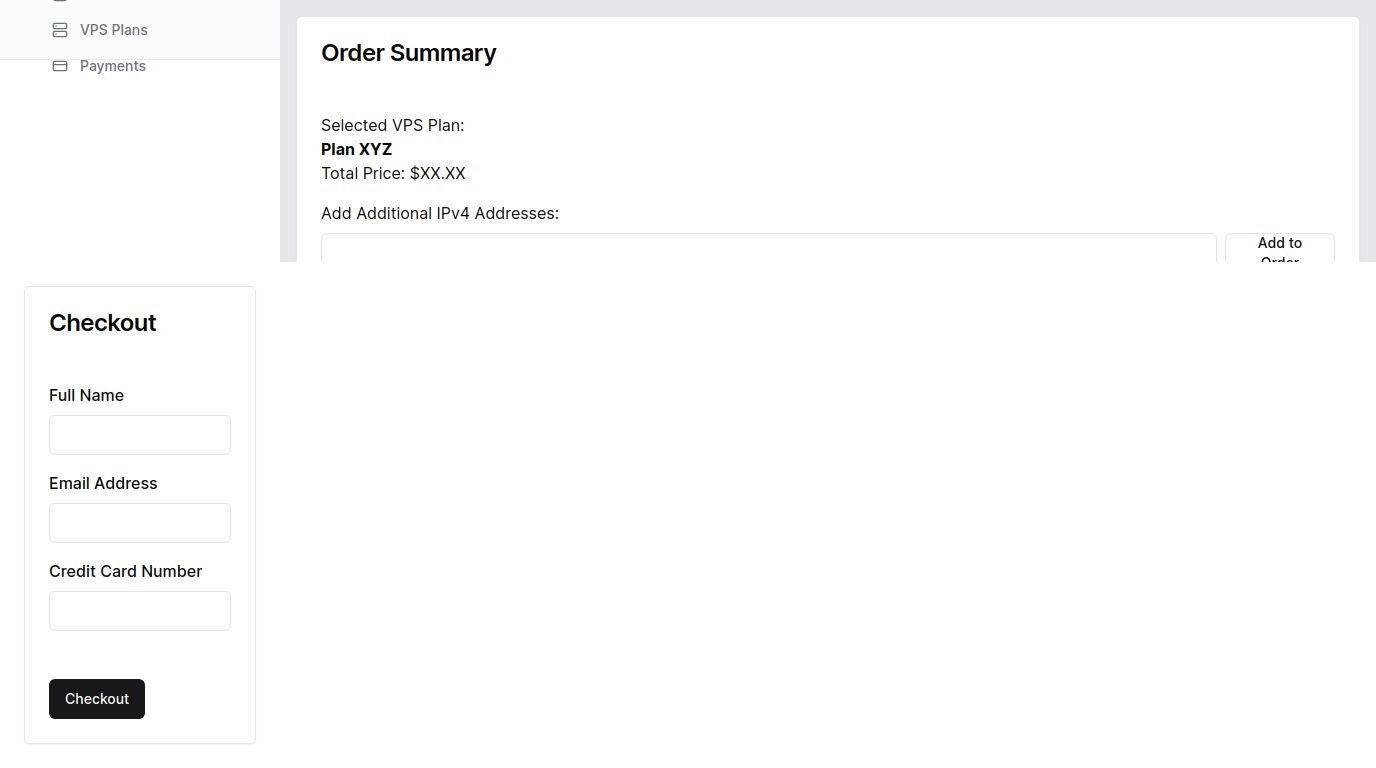 VPS Plans
Payments
Order Summary
Selected VPS Plan:
Plan XYZ
Total Price: $XX.XX
Add Additional IPv4 Addresses:
Add to
Order
Checkout
Full Name
Email Address
Credit Card Number
Checkout